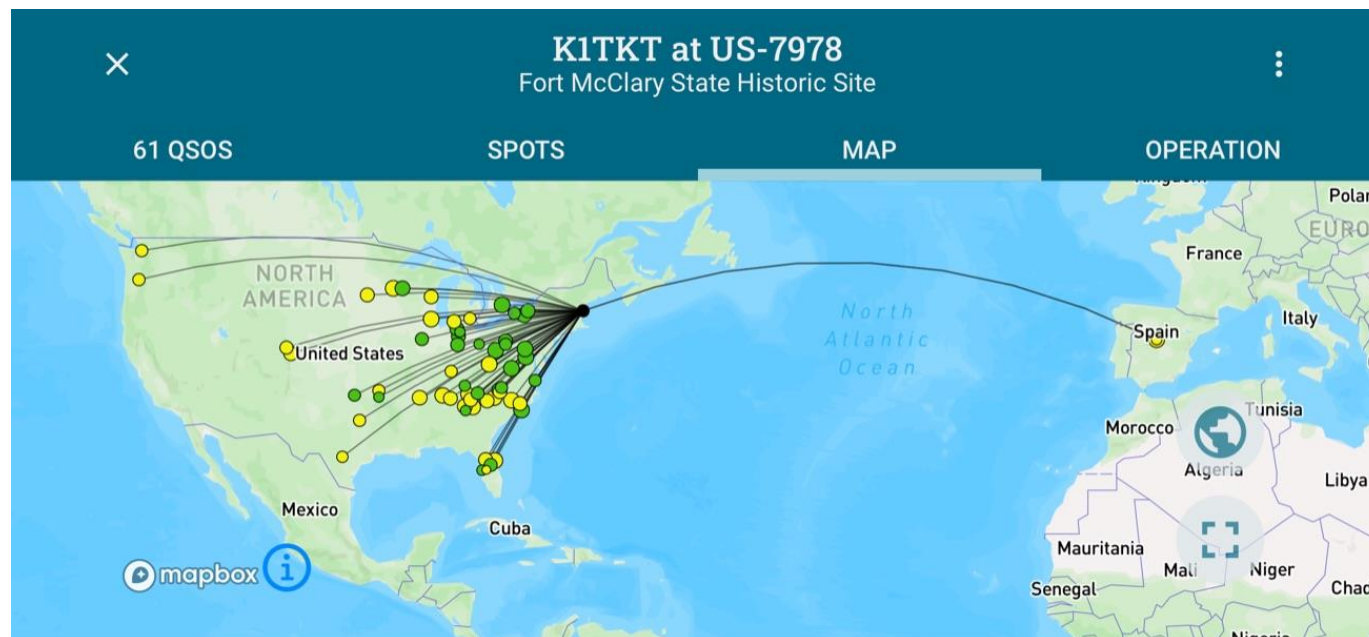 K1TKT at US-7978
Fort McClary State Historic Site
61 QSOS
SPOTS
MAP
OPERATION
Polar
EURO
France
NORTH
AMERICA
North
Atlantic
Ocean
Spain
Italy
United States
Tunisia
Morocco
Algeria
Libya
Mexico
Cuba
Mauritania
mapbox
i
Mali
Niger
Senegal
Chad